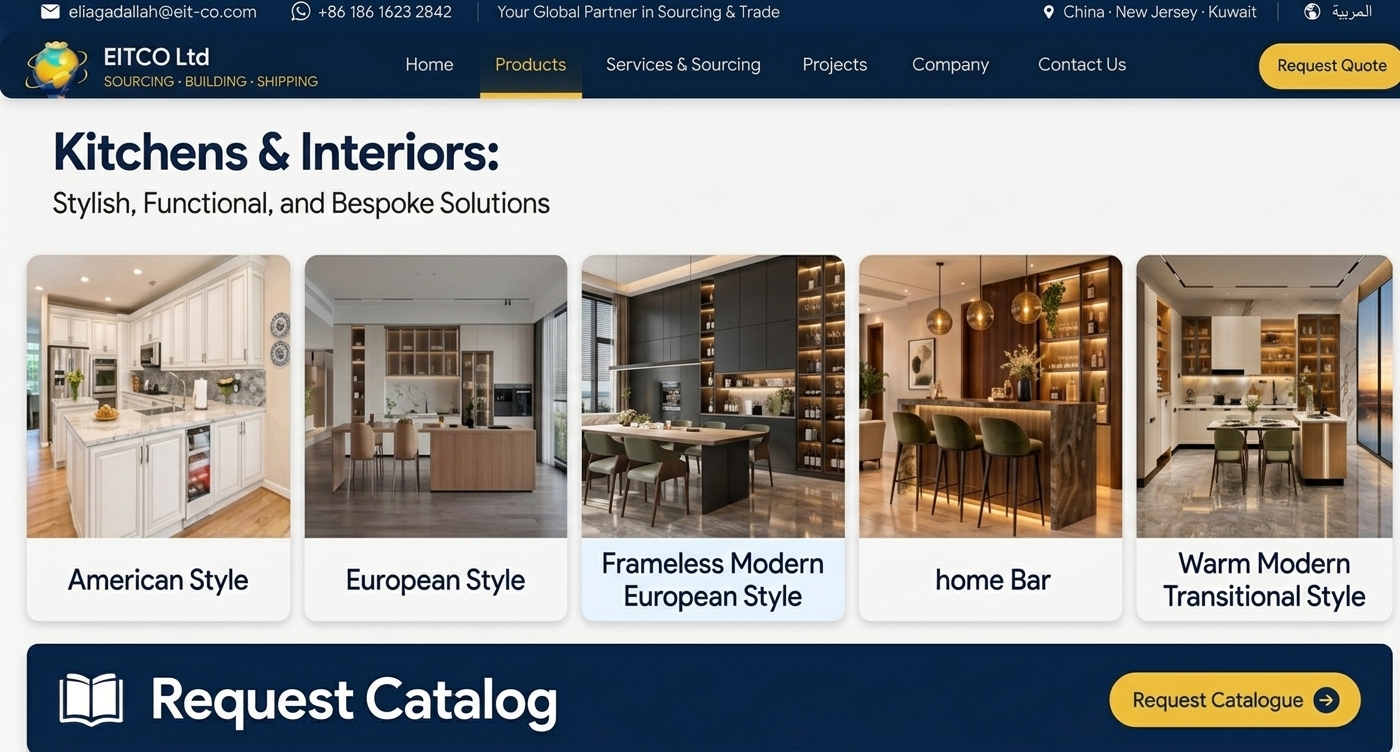 eliagadallah@eit-co.com
+86 186 1623 2842
Your Global Partner in Sourcing & Trade
China · New Jersey · Kuwait
المربية
EITCO Ltd
SOURCING · BUILDING · SHIPPING
Home
Products
Services & Sourcing
Projects
Company
Contact Us
Request Quote
Kitchens & Interiors:
Stylish, Functional, and Bespoke Solutions
American Style
European Style
Frameless Modern
European Style
home Bar
Warm Modern
Transitional Style
Request Catalog
Request Catalogue